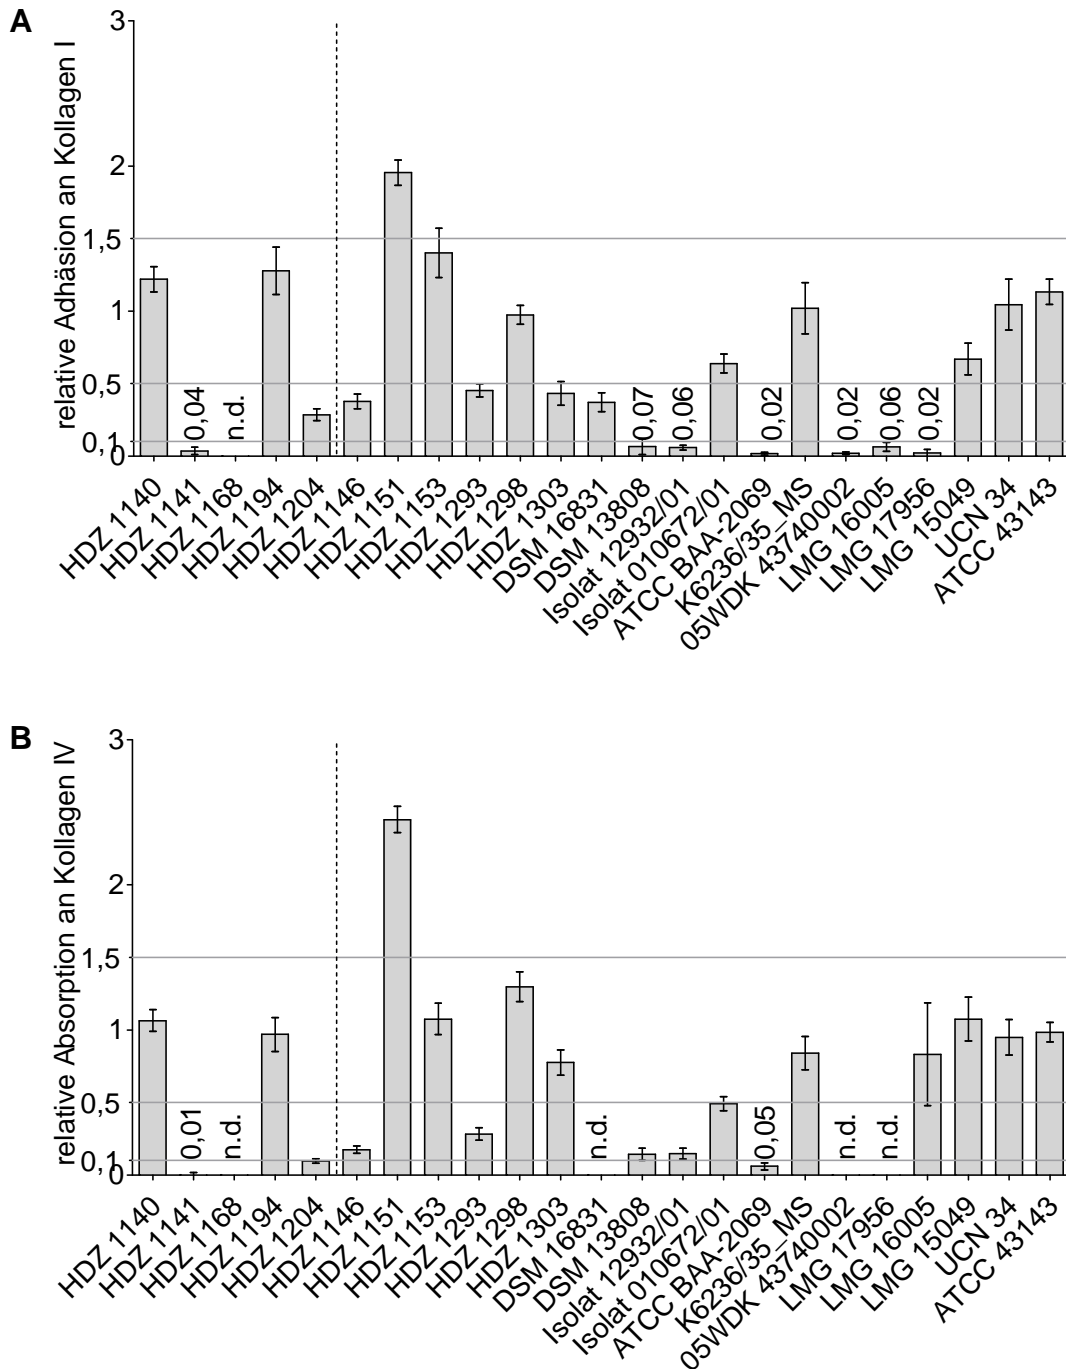 A
relative Adhäsion an Kollagen I
3
2
1,5
1
0,5
0,1
0
0,04
n.d.
0,07
0,06
0,02
0,02
0,06
0,02
HDZ 1140
HDZ 1141
HDZ 1168
HDZ 1194
HDZ 1204
HDZ 1146
HDZ 1151
HDZ 1153
HDZ 1293
HDZ 1298
HDZ 1303
DSM 16831
DSM 13808
Isolat 12932/01
Isolat 010672/01
ATCC BAA-2069
K6236/35_MS
05WDK 43740002
LMG 16005
LMG 17956
LMG 15049
UCN 34
ATCC 43143
B
relative Absorption an Kollagen IV
3
2
1,5
1
0,5
0,1
0
0,01
n.d.
n.d.
0,05
n.d.
n.d.
HDZ 1140
HDZ 1141
HDZ 1168
HDZ 1194
HDZ 1204
HDZ 1146
HDZ 1151
HDZ 1153
HDZ 1293
HDZ 1298
HDZ 1303
DSM 16831
DSM 13808
Isolat 12932/01
Isolat 010672/01
ATCC BAA-2069
K6236/35_MS
05WDK 43740002
LMG 17956
LMG 16005
LMG 15049
UCN 34
ATCC 43143